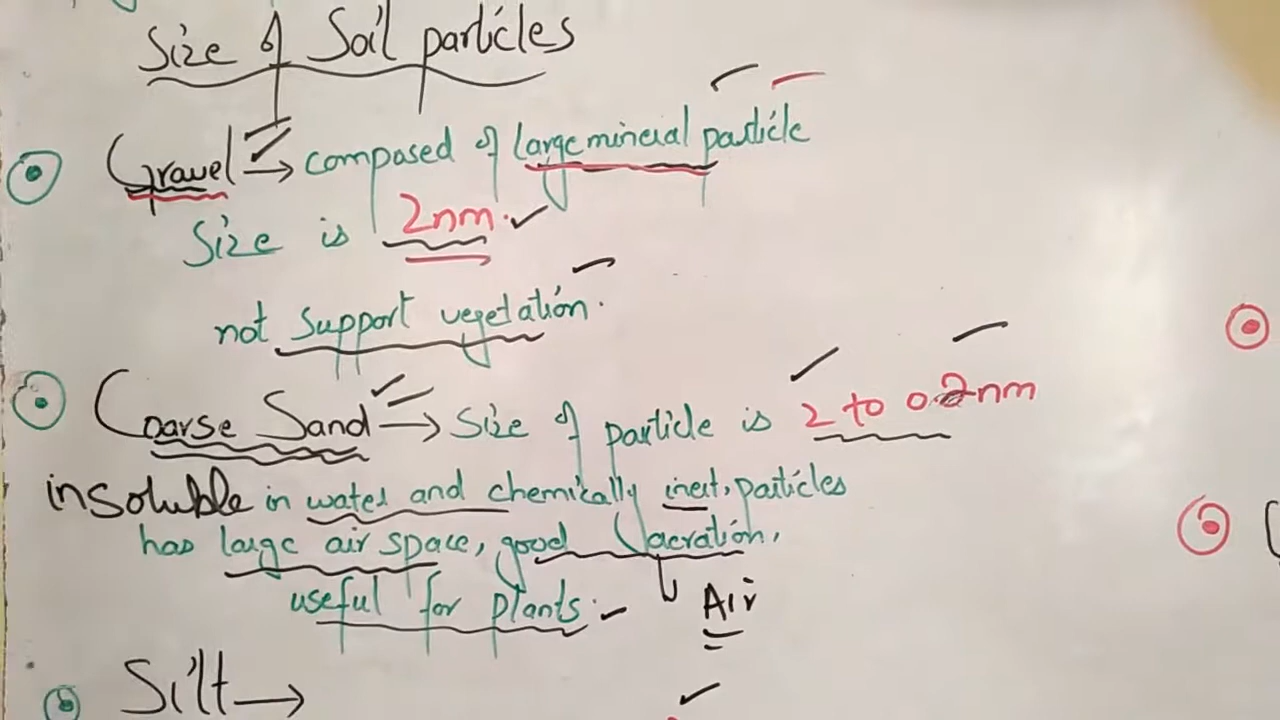 Size of Soil particles
Gravel → composed of large mineral particle
Size is 2nm.
not support vegetation.
Coarse Sand → Size of particle is 2 to 0.2nm
insoluble in water and chemically inert, particles
has large air space, good aeration,
useful for plants.
Air
Silt →